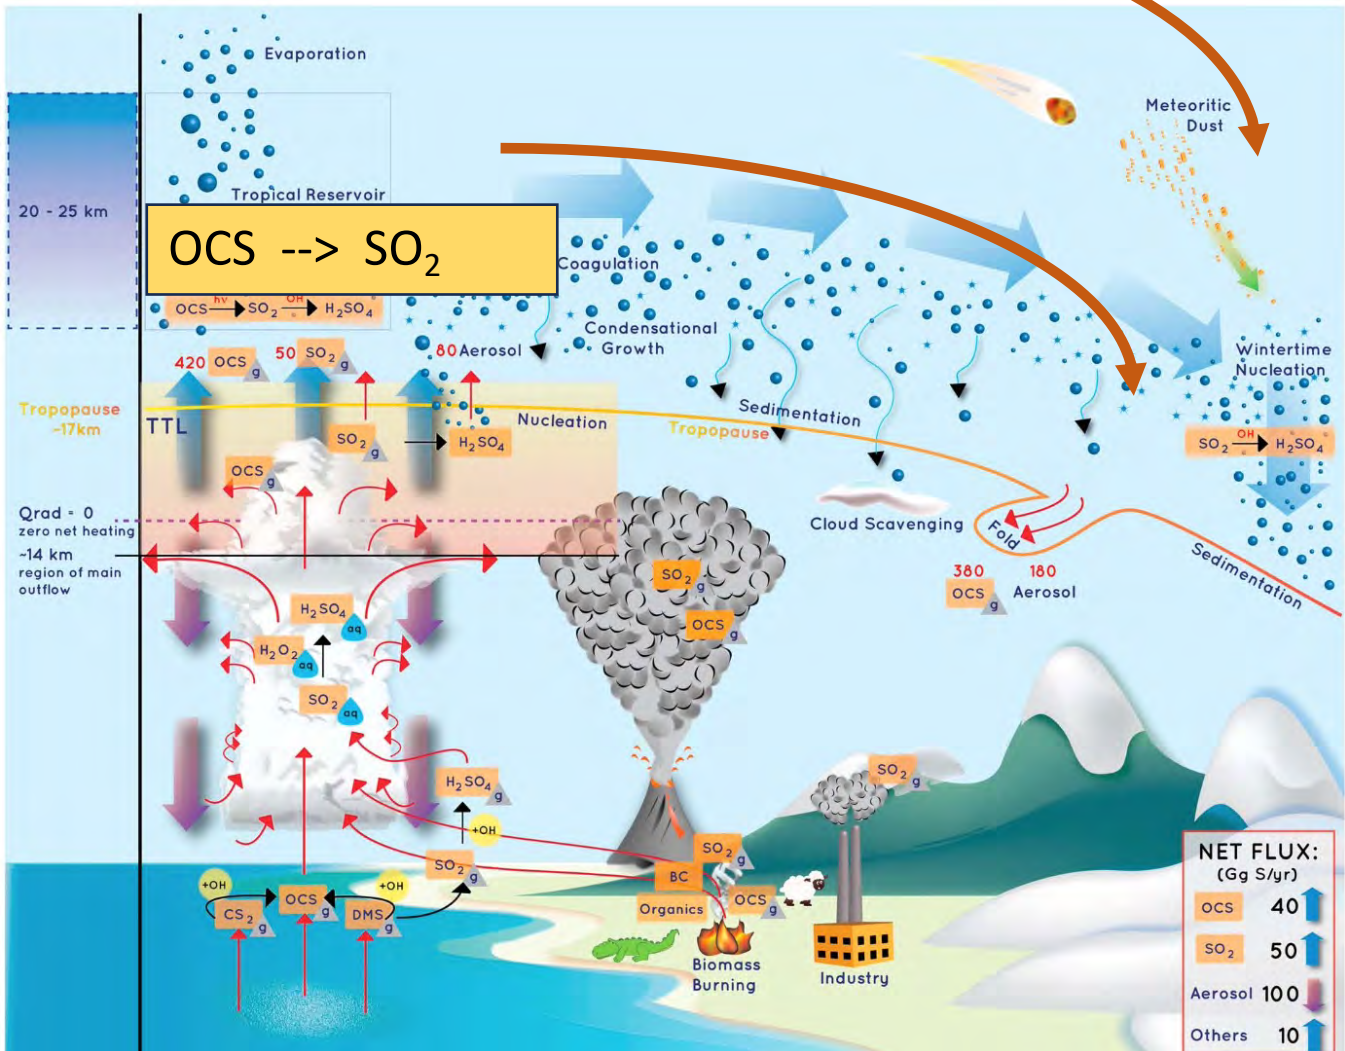 Evaporation
Meteoritic
Dust
20 - 25 km
Tropical Reservoir
OCS --> SO₂
Coagulation
OCS hν SO₂ OH H₂SO₄
Condensational
Growth
420 OCS g
50 SO₂ g
80 Aerosol
Wintertime
Nucleation
Tropopause
~17km
TTL
Nucleation
Sedimentation
Tropopause
SO₂ g
H₂SO₄ g
SO₂ OH H₂SO₄
OCS g
Qrad = 0
zero net heating
~14 km
region of main
outflow
Cloud Scavenging
Fold
Sedimentation
380
OCS g
180
Aerosol
SO₂ g
OCS g
H₂SO₄ aq
H₂O₂ aq
SO₂ aq
H₂SO₄ g
+OH
SO₂ g
SO₂ g
SO₂ g
BC
Organics
OCS g
+OH
+OH
CS₂ g
OCS g
DMS g
Biomass
Burning
Industry
NET FLUX:
(Gg S/yr)
OCS 40
SO₂ 50
Aerosol 100
Others 10